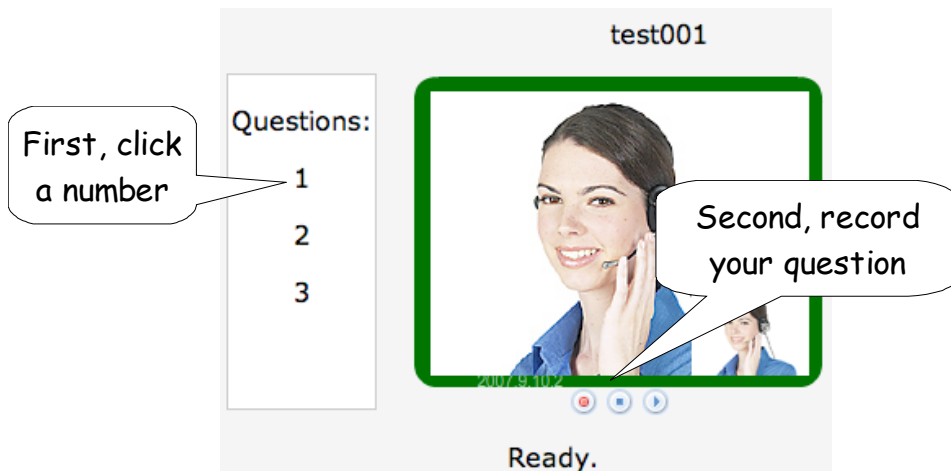 test001
Questions:
1
2
3
First, click
a number
Second, record
your question
2007.9.10.2
Ready.